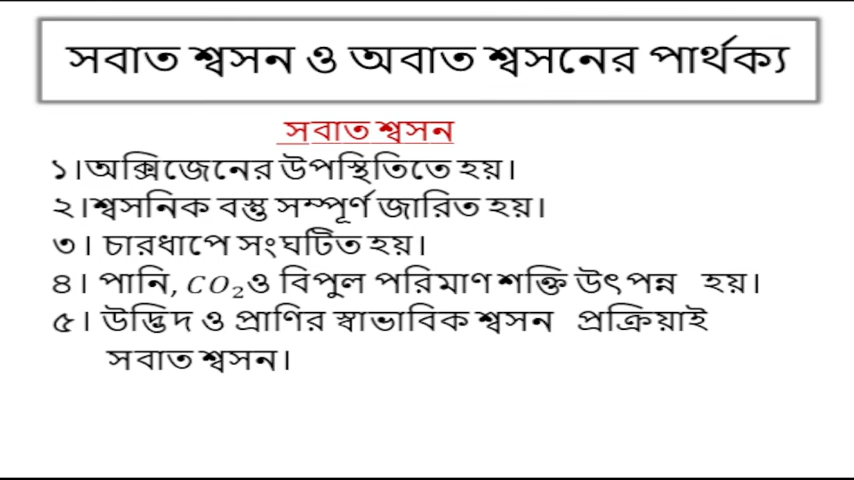 সবাত শ্বসন ও অবাত শ্বসনের পার্থক্য
সবাত শ্বসন
১।অক্সিজেনের উপস্থিতিতে হয়।
২।শ্বসনিক বস্তু সম্পূর্ণ জারিত হয়।
৩। চারধাপে সংঘটিত হয়।
৪। পানি, CO₂ও বিপুল পরিমাণ শক্তি উৎপন্ন হয়।
৫। উদ্ভিদ ও প্রাণির স্বাভাবিক শ্বসন প্রক্রিয়াই
সবাত শ্বসন।